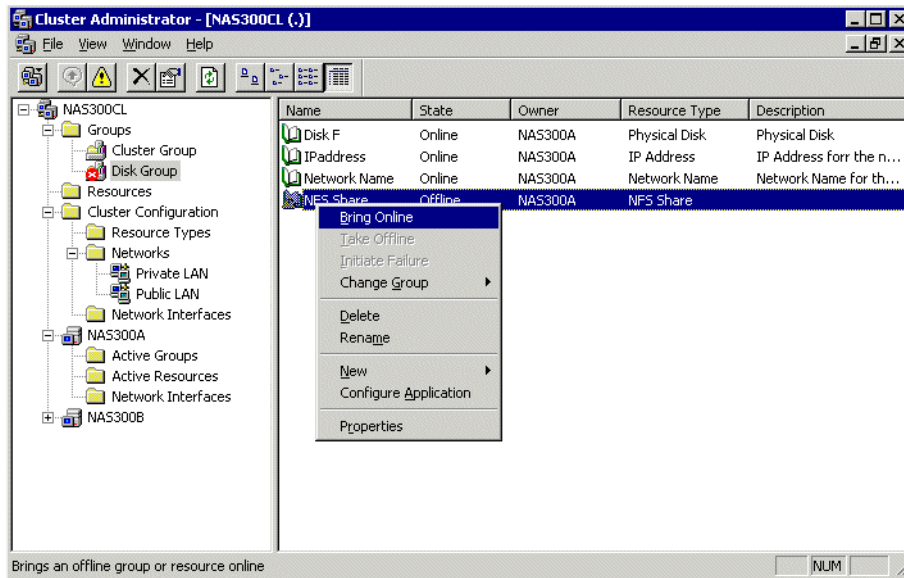 Cluster Administrator - [NAS300CL (.)]
File View Window Help
NAS300CL
Groups
Cluster Group
Disk Group
Resources
Cluster Configuration
Resource Types
Networks
Private LAN
Public LAN
Network Interfaces
NAS300A
Active Groups
Active Resources
Network Interfaces
NAS300B
Name State Owner Resource Type Description
Disk F Online NAS300A Physical Disk Physical Disk
IPaddress Online NAS300A IP Address IP Address forr the n...
Network Name Online NAS300A Network Name Network Name for th...
NFS Share Offline NAS300A NFS Share
Bring Online
Take Offline
Initiate Failure
Change Group
Delete
Rename
New
Configure Application
Properties
Brings an offline group or resource online
NUM